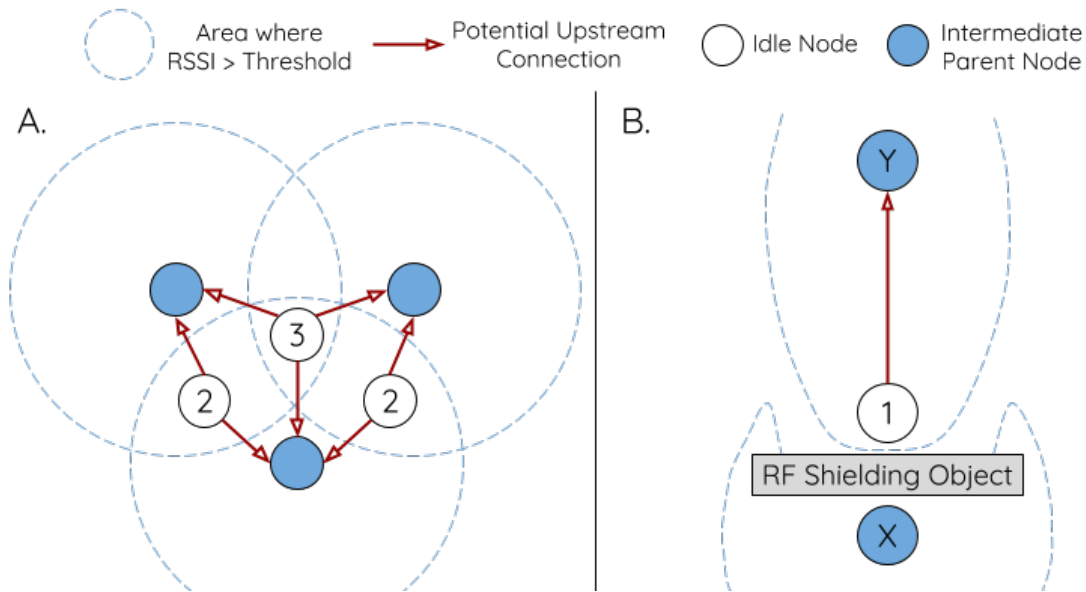 Area where
RSSI > Threshold
Potential Upstream
Connection
Idle Node
Intermediate
Parent Node
A.
B.
Y
3
2
2
1
RF Shielding Object
X